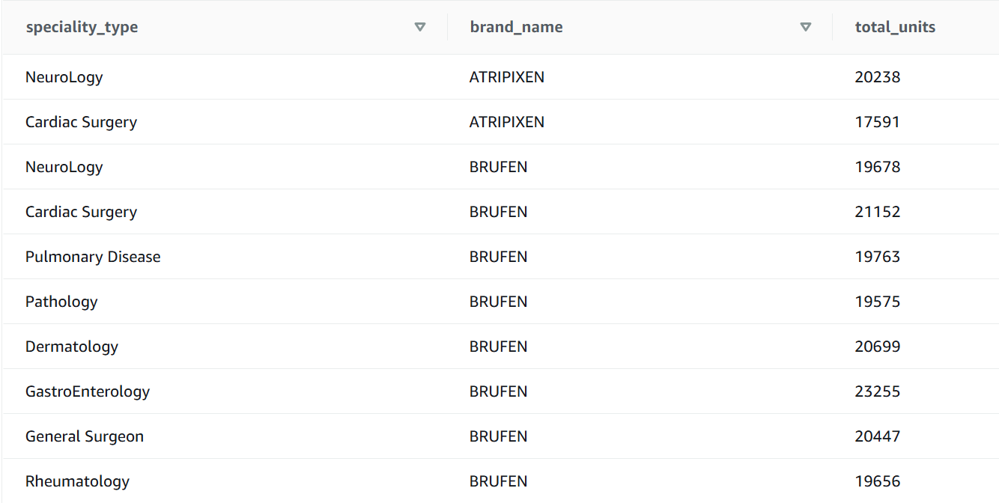 speciality_type brand_name total_units
NeuroLogy ATRIPIXEN 20238
Cardiac Surgery ATRIPIXEN 17591
NeuroLogy BRUFEN 19678
Cardiac Surgery BRUFEN 21152
Pulmonary Disease BRUFEN 19763
Pathology BRUFEN 19575
Dermatology BRUFEN 20699
GastroEnterology BRUFEN 23255
General Surgeon BRUFEN 20447
Rheumatology BRUFEN 19656